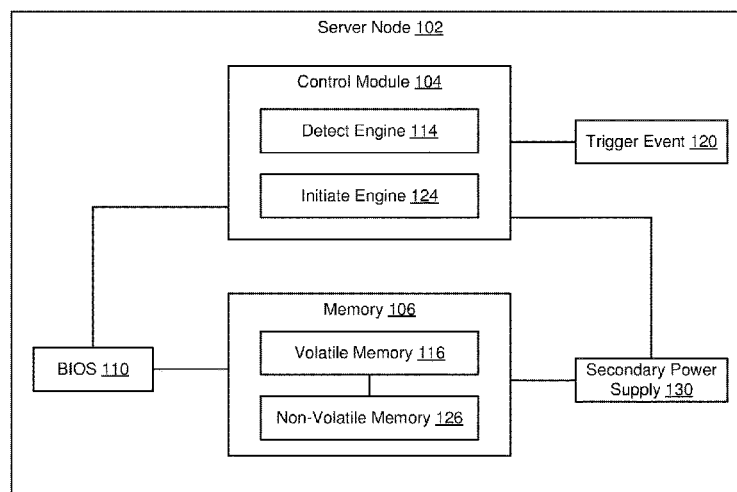 Server Node 102
Control Module 104
Detect Engine 114
Trigger Event 120
Initiate Engine 124
Memory 106
Volatile Memory 116
BIOS 110
Secondary Power
Supply 130
Non-Volatile Memory 126